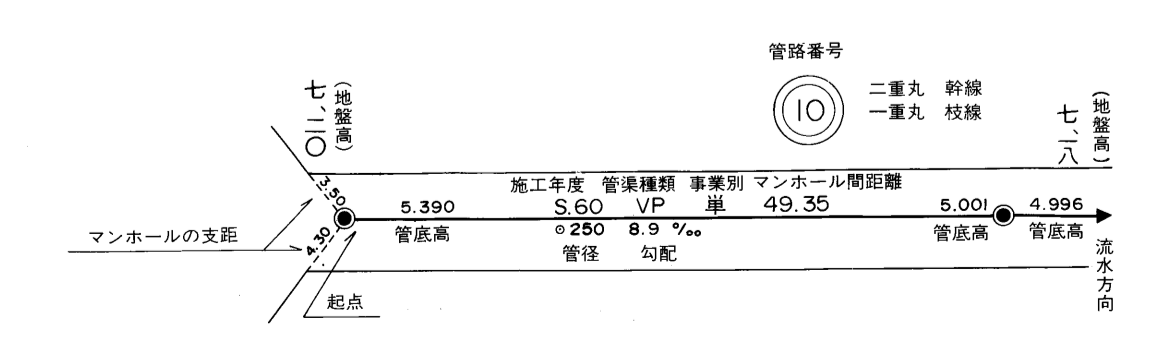 管路番号
10
二重丸 幹線
一重丸 枝線
七、二〇
(地盤高)
七、一八
(地盤高)
施工年度 管渠種類 事業別 マンホール間距離
3.50
5.390 S.60 VP 単 49.35 5.001 4.996
管底高 ⊙250 8.9 ‰ 管底高 管底高
マンホールの支距
4.30
管径 勾配
流水方向
起点